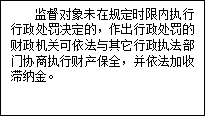 监督对象未在规定时限内执行
行政处罚决定的，作出行政处罚的
财政机关可依法与其它行政执法部
门协商执行财产保全，并依法加收
滞纳金。